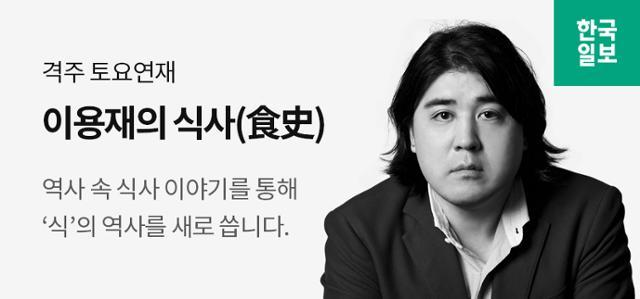 격주 토요연재
이용재의 식사(食史)
역사 속 식사 이야기를 통해
‘식’의 역사를 새로 씁니다.
한국
일보